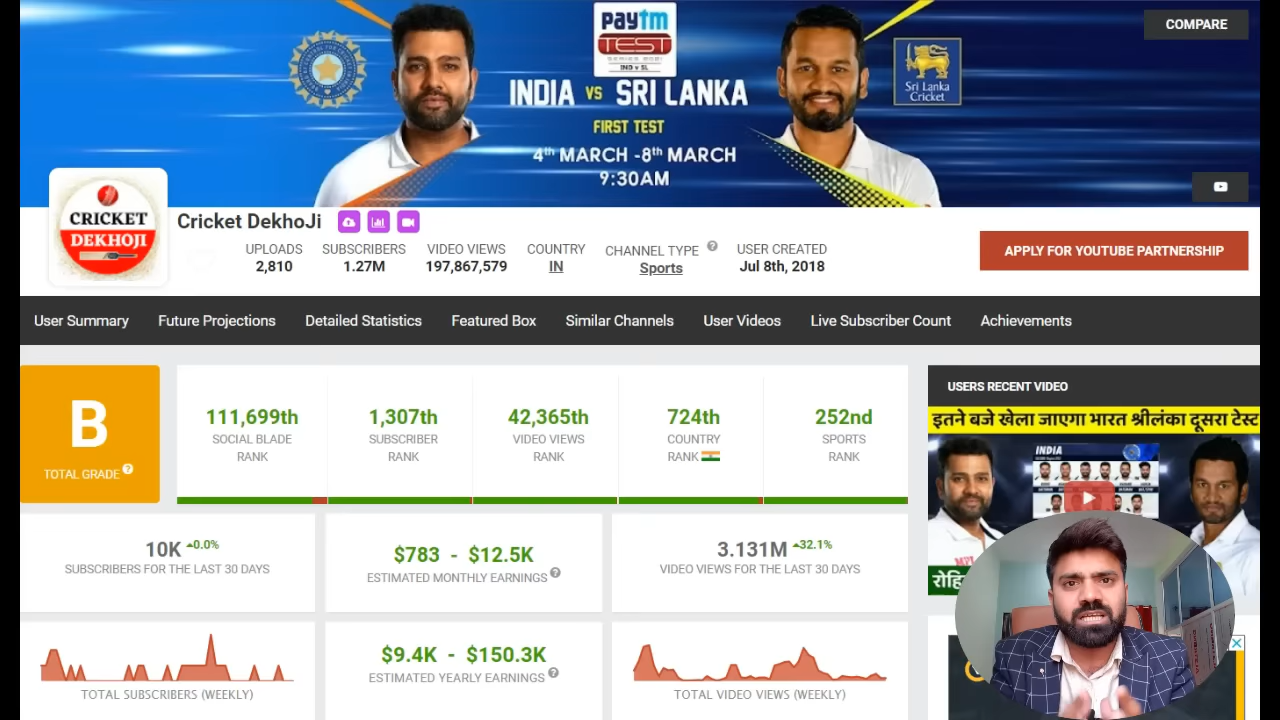 COMPARE
paytm
TEST
SERIES 2021
IND v SL
INDIA VS SRI LANKA
FIRST TEST
4th MARCH -8th MARCH
9:30AM
Sri Lanka
Cricket
CRICKET
DEKHOJI
Cricket DekhoJi
UPLOADS SUBSCRIBERS VIDEO VIEWS COUNTRY CHANNEL TYPE ? USER CREATED
2,810 1.27M 197,867,579 IN Sports Jul 8th, 2018
APPLY FOR YOUTUBE PARTNERSHIP
User Summary Future Projections Detailed Statistics Featured Box Similar Channels User Videos Live Subscriber Count Achievements
B
TOTAL GRADE ?
111,699th 1,307th 42,365th 724th 252nd
SOCIAL BLADE SUBSCRIBER VIDEO VIEWS COUNTRY SPORTS
RANK RANK RANK RANK RANK
USERS RECENT VIDEO
इतने बजे खेला जाएगा भारत श्रीलंका दूसरा टेस्ट
INDIA
रोहि
10K 0.0%
SUBSCRIBERS FOR THE LAST 30 DAYS
$783 - $12.5K
ESTIMATED MONTHLY EARNINGS ?
3.131M 32.1%
VIDEO VIEWS FOR THE LAST 30 DAYS
TOTAL SUBSCRIBERS (WEEKLY)
$9.4K - $150.3K
ESTIMATED YEARLY EARNINGS ?
TOTAL VIDEO VIEWS (WEEKLY)